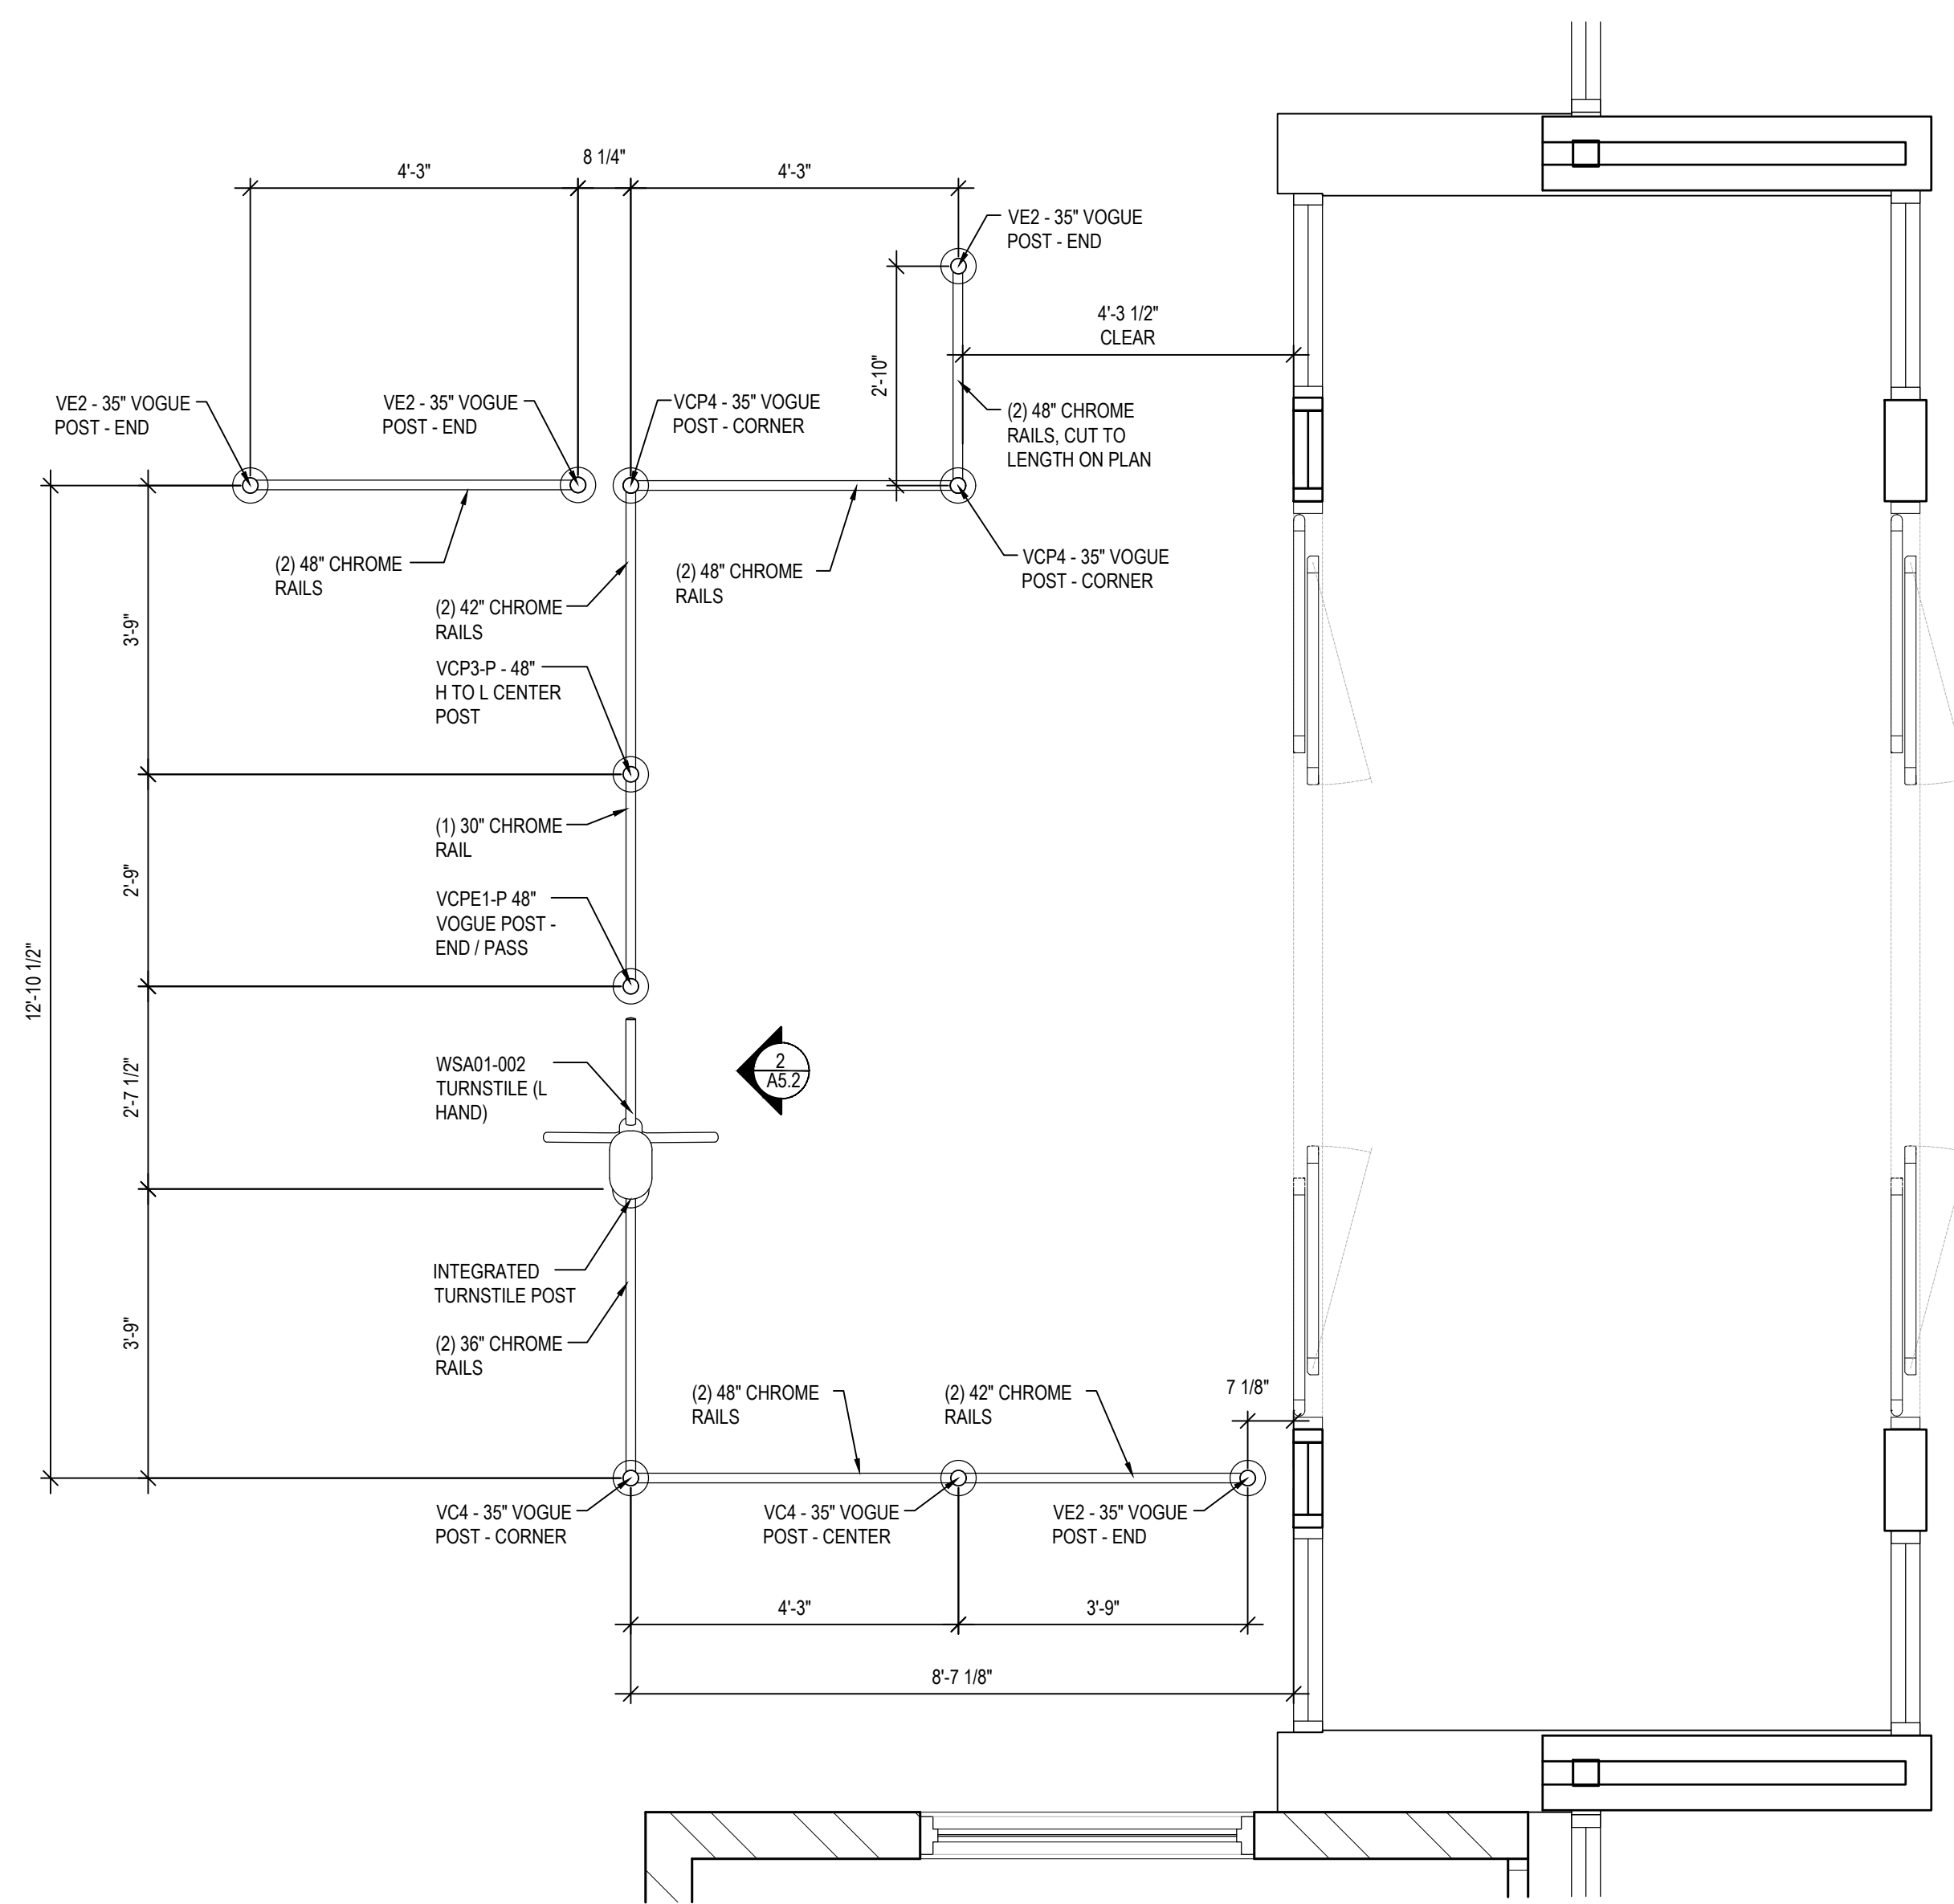 8 1/4"
4'-3"
4'-3"
VE2 - 35" VOGUE
POST - END
4'-3 1/2"
CLEAR
2'-10"
VE2 - 35" VOGUE
POST - END
VE2 - 35" VOGUE
POST - END
VCP4 - 35" VOGUE
POST - CORNER
(2) 48" CHROME
RAILS, CUT TO
LENGTH ON PLAN
(2) 48" CHROME
RAILS
(2) 48" CHROME
RAILS
VCP4 - 35" VOGUE
POST - CORNER
3'-9"
(2) 42" CHROME
RAILS
VCP3-P - 48"
H TO L CENTER
POST
(1) 30" CHROME
RAIL
2'-9"
VCPE1-P 48"
VOGUE POST -
END / PASS
12'-10 1/2"
2'-7 1/2"
WSA01-002
TURNSTILE (L
HAND)
2
A5.2
INTEGRATED
TURNSTILE POST
3'-9"
(2) 36" CHROME
RAILS
(2) 48" CHROME
RAILS
(2) 42" CHROME
RAILS
7 1/8"
VC4 - 35" VOGUE
POST - CORNER
VC4 - 35" VOGUE
POST - CENTER
VE2 - 35" VOGUE
POST - END
4'-3"
3'-9"
8'-7 1/8"